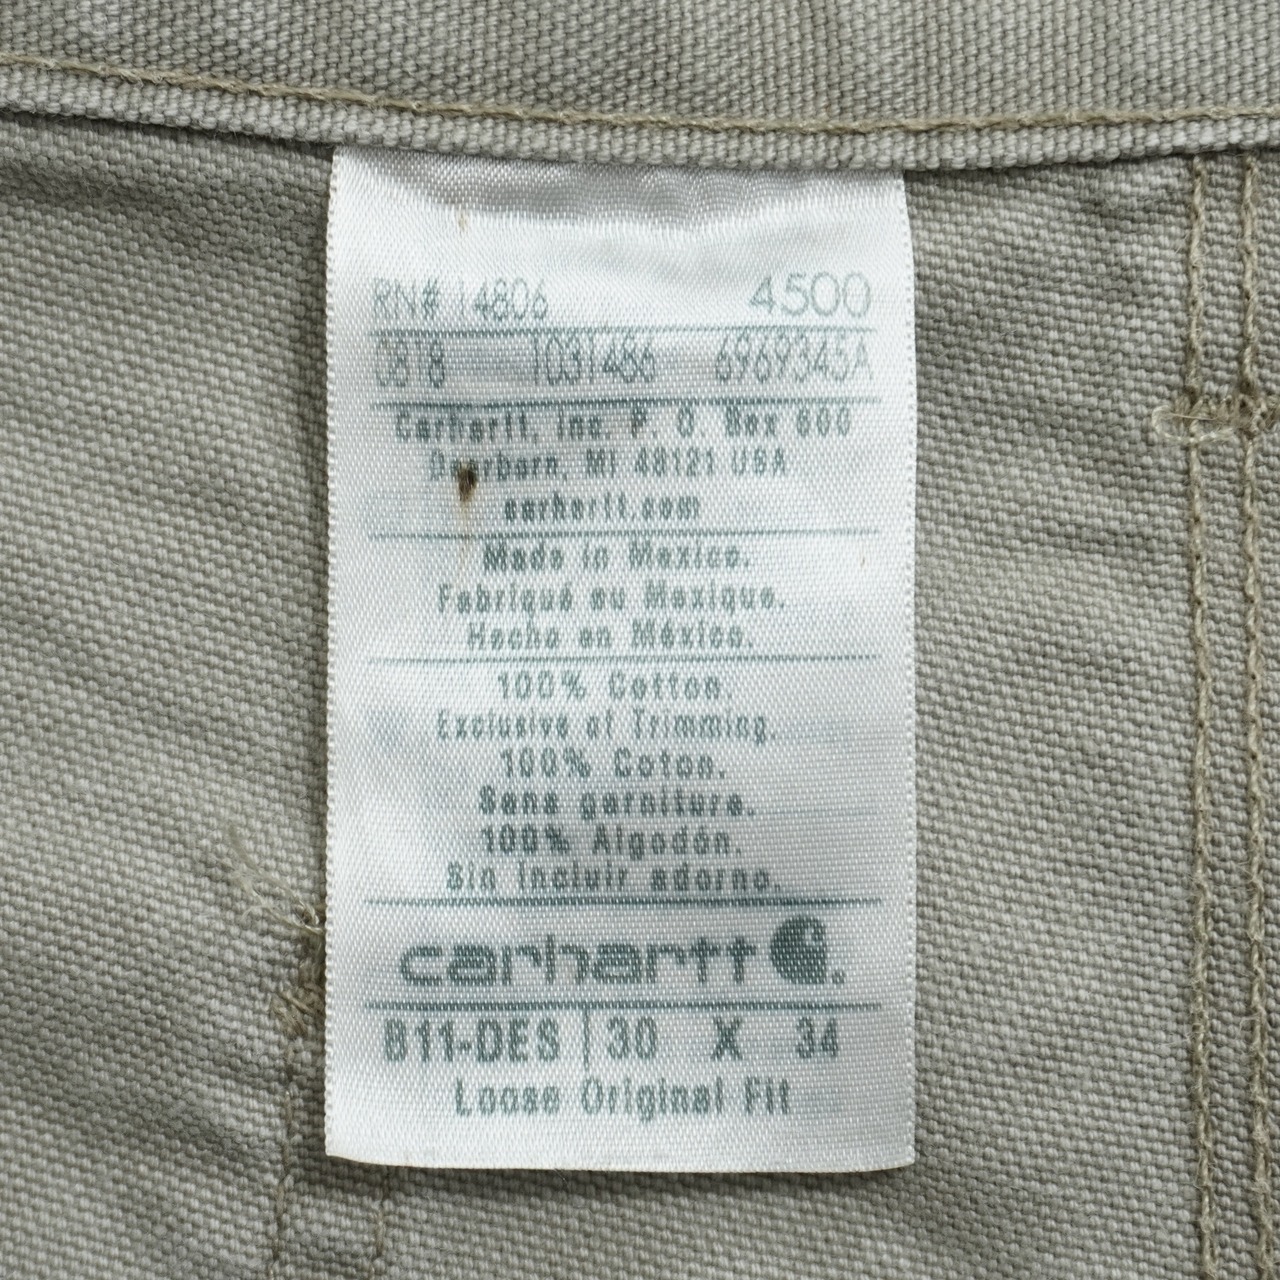 RN# 14806 4500
0818 1031486 6969345A
Carhartt, Inc. P. O. Box 600
Dearborn, MI 48121 USA
carhartt.com
Made in Mexico.
Fabriqué au Mexique.
Hecho en México.
100% Cotton.
Exclusive of Trimming.
100% Coton.
Sans garniture.
100% Algodón.
Sin incluir adorno.
carhartt
B11-DES 30 X 34
Loose Original Fit